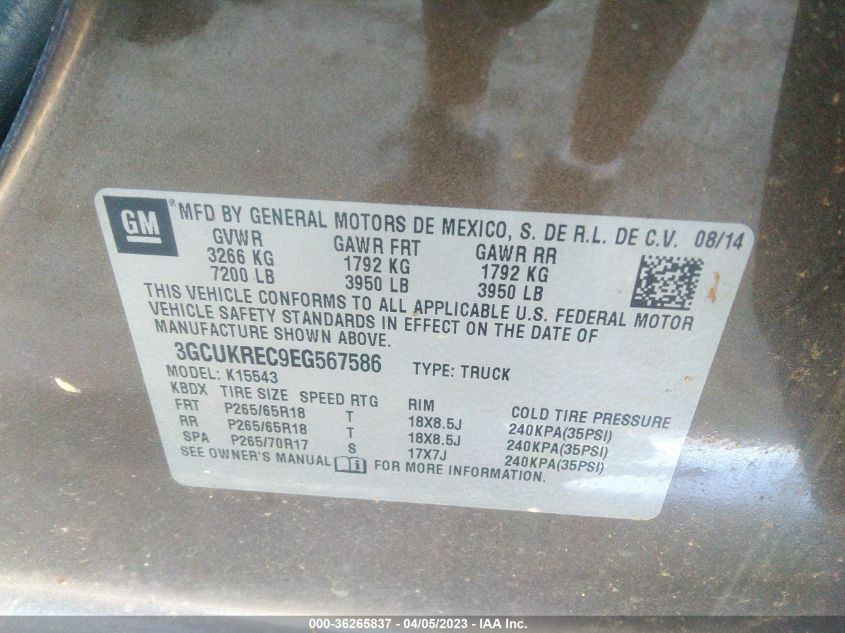 GM ® MFD BY GENERAL MOTORS DE MEXICO, S. DE R.L. DE C.V. 08/14
GVWR GAWR FRT GAWR RR
3266 KG 1792 KG 1792 KG
7200 LB 3950 LB 3950 LB
THIS VEHICLE CONFORMS TO ALL APPLICABLE U.S. FEDERAL MOTOR
VEHICLE SAFETY STANDARDS IN EFFECT ON THE DATE OF
MANUFACTURE SHOWN ABOVE.
3GCUKREC9EG567586 TYPE: TRUCK
MODEL: K15543
KBDX TIRE SIZE SPEED RTG RIM COLD TIRE PRESSURE
FRT P265/65R18 T 18X8.5J 240KPA(35PSI)
RR P265/65R18 T 18X8.5J 240KPA(35PSI)
SPA P265/70R17 S 17X7J 240KPA(35PSI)
SEE OWNER'S MANUAL FOR MORE INFORMATION.
000-36265837 - 04/05/2023 - IAA Inc.